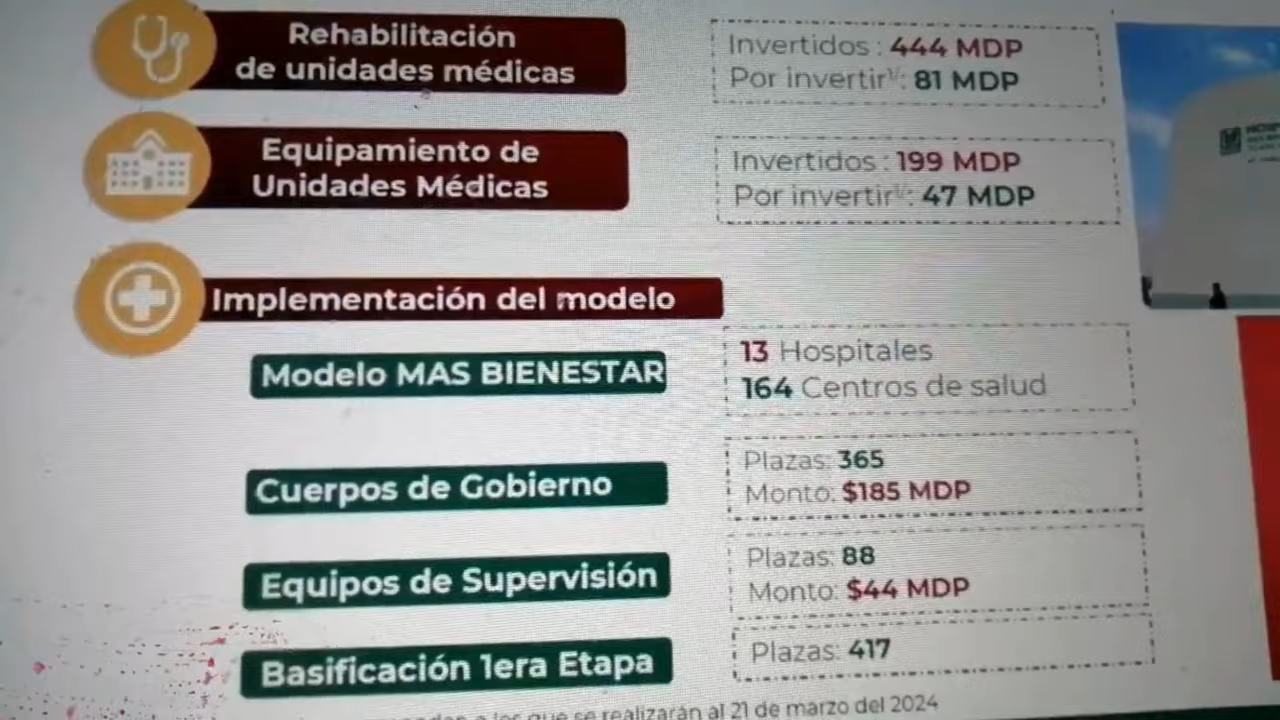 Rehabilitación
de unidades médicas
Invertidos : 444 MDP
Por invertir¹/: 81 MDP
Equipamiento de
Unidades Médicas
Invertidos : 199 MDP
Por invertir¹/: 47 MDP
Implementación del modelo
Modelo MAS BIENESTAR
13 Hospitales
164 Centros de salud
Cuerpos de Gobierno
Plazas: 365
Monto: $185 MDP
Equipos de Supervisión
Plazas: 88
Monto: $44 MDP
Basificación 1era Etapa
Plazas: 417
a los que se realizarán al 21 de marzo del 2024